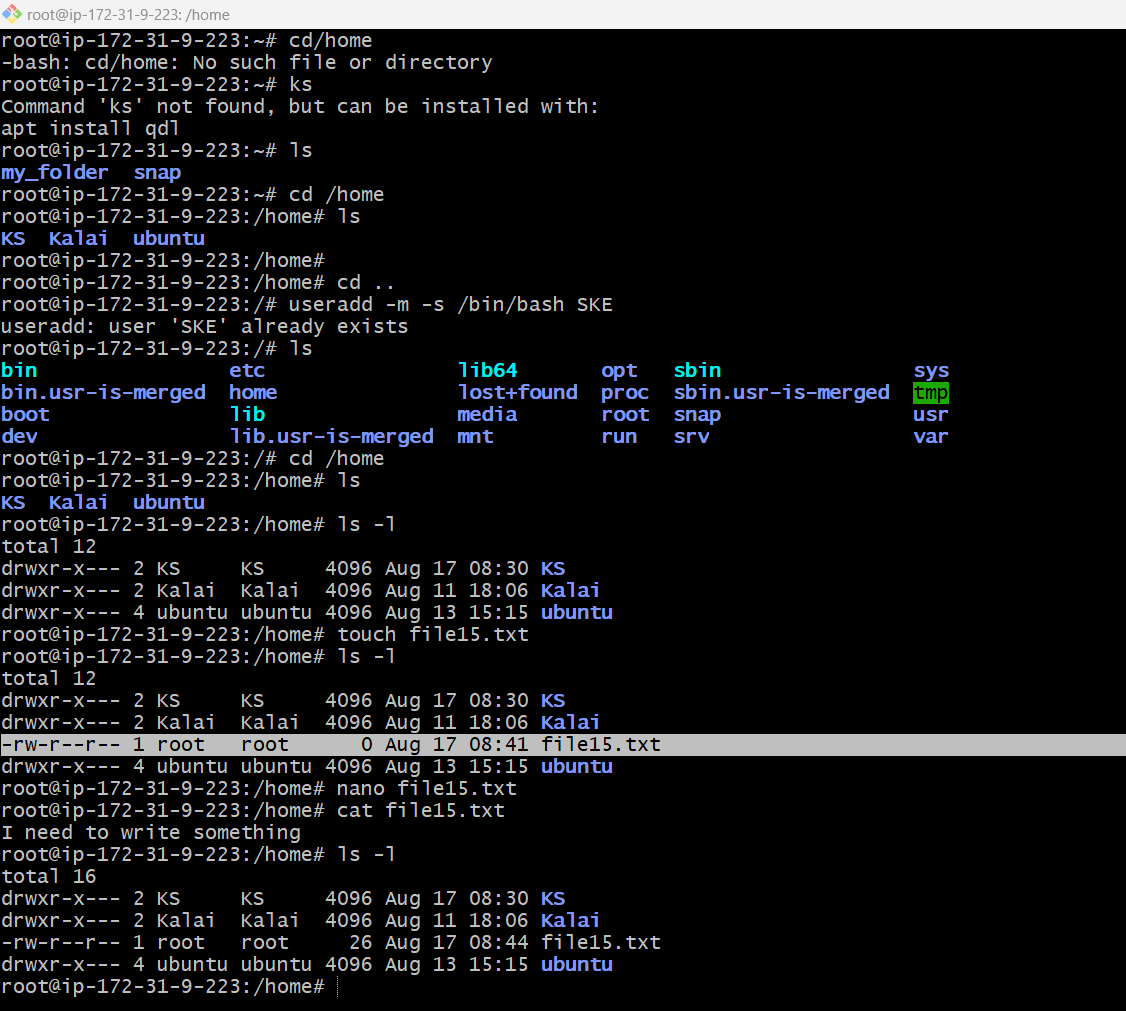 root@ip-172-31-9-223: /home
root@ip-172-31-9-223:~# cd/home
-bash: cd/home: No such file or directory
root@ip-172-31-9-223:~# ks
Command 'ks' not found, but can be installed with:
apt install qdl
root@ip-172-31-9-223:~# ls
my_folder  snap
root@ip-172-31-9-223:~# cd /home
root@ip-172-31-9-223:/home# ls
KS  Kalai  ubuntu
root@ip-172-31-9-223:/home#
root@ip-172-31-9-223:/home# cd ..
root@ip-172-31-9-223:/# useradd -m -s /bin/bash SKE
useradd: user 'SKE' already exists
root@ip-172-31-9-223:/# ls
bin                etc                lib64       opt   sbin               sys
bin.usr-is-merged  home               lost+found  proc  sbin.usr-is-merged  tmp
boot               lib                media       root  snap               usr
dev                lib.usr-is-merged  mnt         run   srv                var
root@ip-172-31-9-223:/# cd /home
root@ip-172-31-9-223:/home# ls
KS  Kalai  ubuntu
root@ip-172-31-9-223:/home# ls -l
total 12
drwxr-x--- 2 KS     KS     4096 Aug 17 08:30 KS
drwxr-x--- 2 Kalai  Kalai  4096 Aug 11 18:06 Kalai
drwxr-x--- 4 ubuntu ubuntu 4096 Aug 13 15:15 ubuntu
root@ip-172-31-9-223:/home# touch file15.txt
root@ip-172-31-9-223:/home# ls -l
total 12
drwxr-x--- 2 KS     KS     4096 Aug 17 08:30 KS
drwxr-x--- 2 Kalai  Kalai  4096 Aug 11 18:06 Kalai
-rw-r--r-- 1 root   root      0 Aug 17 08:41 file15.txt
drwxr-x--- 4 ubuntu ubuntu 4096 Aug 13 15:15 ubuntu
root@ip-172-31-9-223:/home# nano file15.txt
root@ip-172-31-9-223:/home# cat file15.txt
I need to write something
root@ip-172-31-9-223:/home# ls -l
total 16
drwxr-x--- 2 KS     KS     4096 Aug 17 08:30 KS
drwxr-x--- 2 Kalai  Kalai  4096 Aug 11 18:06 Kalai
-rw-r--r-- 1 root   root     26 Aug 17 08:44 file15.txt
drwxr-x--- 4 ubuntu ubuntu 4096 Aug 13 15:15 ubuntu
root@ip-172-31-9-223:/home#